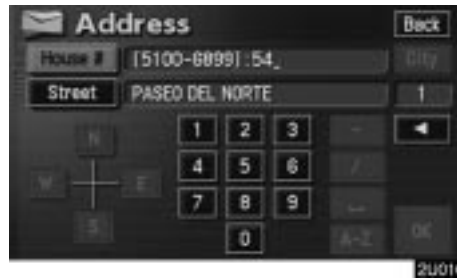 Address Back
House # [5100-6899]:54_ City
Street PASEO DEL NORTE 1
N 1 2 3 -
W E 4 5 6 /
7 8 9
S 0 A-Z OK